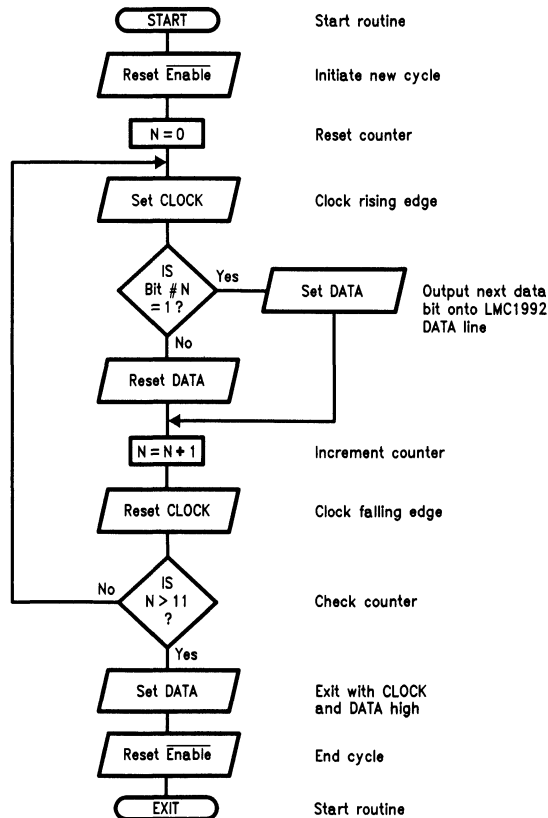 START
Start routine
Reset Enable
Initiate new cycle
N = 0
Reset counter
Set CLOCK
Clock rising edge
IS
Bit # N
= 1 ?
Yes
Set DATA
Output next data
bit onto LMC1992
DATA line
No
Reset DATA
N = N + 1
Increment counter
Reset CLOCK
Clock falling edge
No
IS
N > 11
?
Check counter
Yes
Set DATA
Exit with CLOCK
and DATA high
Reset Enable
End cycle
EXIT
Start routine